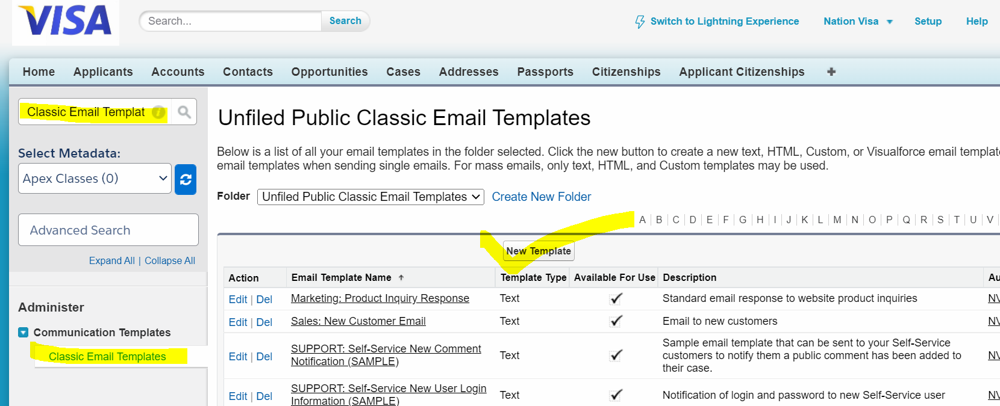 VISA
Search...
Search
Switch to Lightning Experience
Nation Visa
Setup
Help
Home Applicants Accounts Contacts Opportunities Cases Addresses Passports Citizenships Applicant Citizenships
Classic Email Templat
Select Metadata:
Apex Classes (0)
Advanced Search
Expand All | Collapse All
Administer
Communication Templates
Classic Email Templates
Unfiled Public Classic Email Templates
Below is a list of all your email templates in the folder selected. Click the new button to create a new text, HTML, Custom, or Visualforce email templat
email templates when sending single emails. For mass emails, only text, HTML, and Custom templates may be used.
Folder Unfiled Public Classic Email Templates Create New Folder
A | B | C | D | E | F | G | H | I | J | K | L | M | N | O | P | Q | R | S | T | U | V |
New Template
Action Email Template Name Template Type Available For Use Description Au
Edit | Del Marketing: Product Inquiry Response Text Standard email response to website product inquiries NV
Edit | Del Sales: New Customer Email Text Email to new customers NV
Edit | Del SUPPORT: Self-Service New Comment
Notification (SAMPLE) Text Sample email template that can be sent to your Self-Service
customers to notify them a public comment has been added to
their case. NV
Edit | Del SUPPORT: Self-Service New User Login
Information (SAMPLE) Text Notification of login and password to new Self-Service user NV